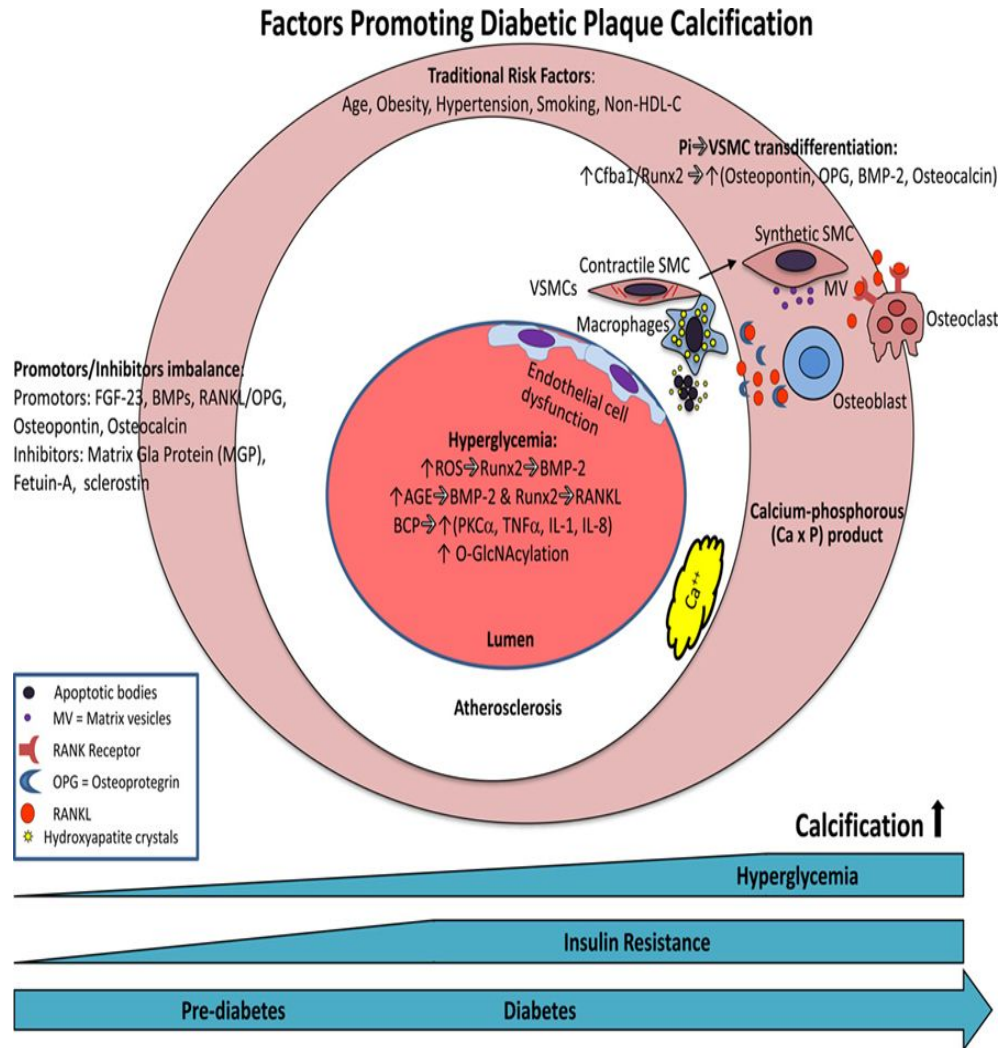 Factors Promoting Diabetic Plaque Calcification
Traditional Risk Factors:
Age, Obesity, Hypertension, Smoking, Non-HDL-C
Pi⇒VSMC transdifferentiation:
↑Cfba1/Runx2 ⇒ ↑(Osteopontin, OPG, BMP-2, Osteocalcin)
Synthetic SMC
Contractile SMC
VSMCs
MV
Macrophages
Osteoclast
Osteoblast
Promotors/Inhibitors imbalance:
Promotors: FGF-23, BMPs, RANKL/OPG,
Osteopontin, Osteocalcin
Inhibitors: Matrix Gla Protein (MGP),
Fetuin-A, sclerostin
Endothelial cell
dysfunction
Hyperglycemia:
↑ROS⇒Runx2⇒BMP-2
↑AGE⇒BMP-2 & Runx2⇒RANKL
BCP⇒↑(PKCα, TNFα, IL-1, IL-8)
↑ O-GlcNAcylation
Calcium-phosphorous
(Ca x P) product
Ca⁺⁺
Lumen
Atherosclerosis
Apoptotic bodies
MV = Matrix vesicles
RANK Receptor
OPG = Osteoprotegrin
RANKL
Hydroxyapatite crystals
Calcification ↑
Hyperglycemia
Insulin Resistance
Pre-diabetes
Diabetes